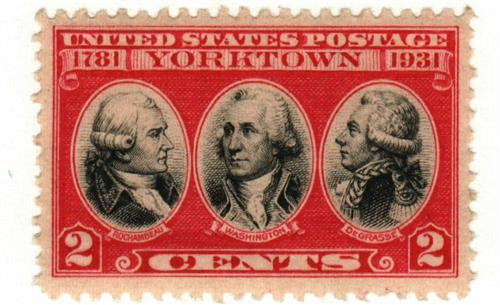 UNITED STATES POSTAGE
1781 YORKTOWN 1931
ROCHAMBEAU WASHINGTON DE GRASSE
2 CENTS 2